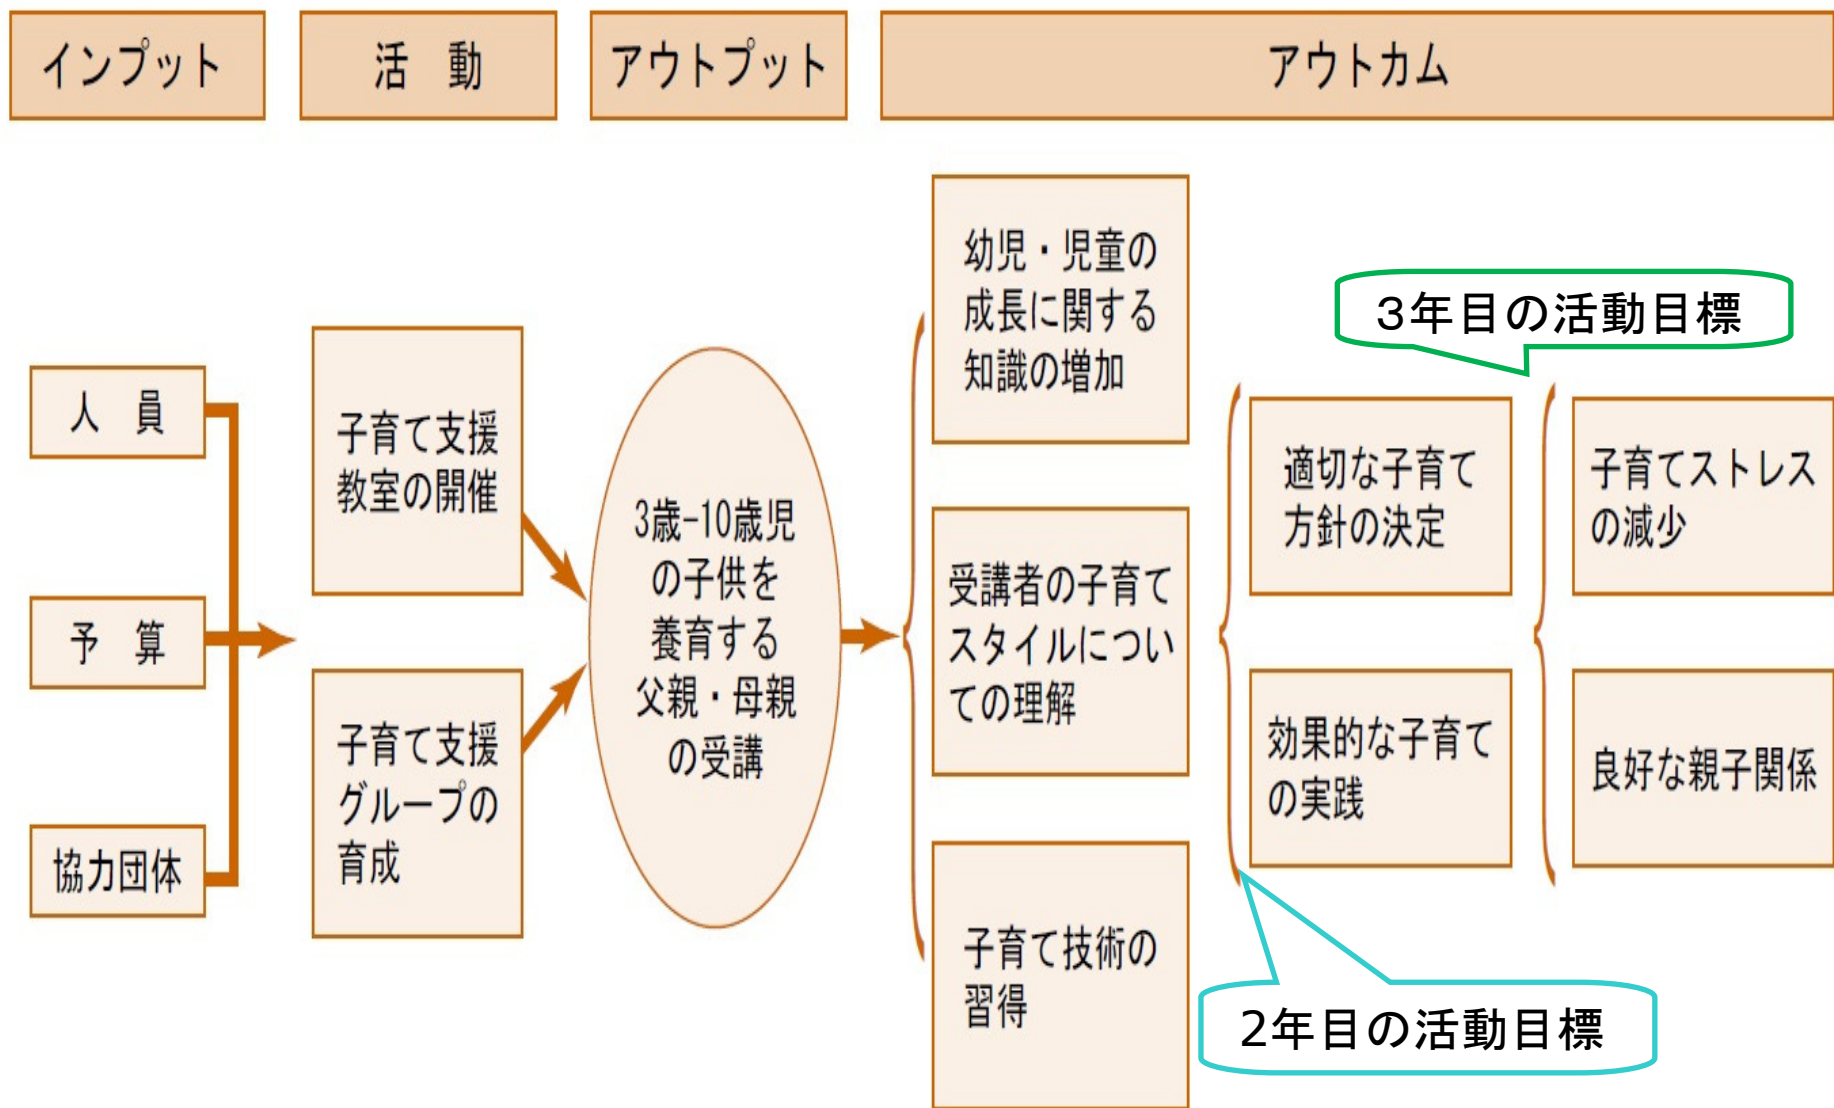 インプット
活　動
アウトプット
アウトカム
人　員
予　算
協力団体
子育て支援
教室の開催
子育て支援
グループの
育成
3歳-10歳児
の子供を
養育する
父親・母親
の受講
幼児・児童の
成長に関する
知識の増加
受講者の子育て
スタイルについ
ての理解
子育て技術の
習得
適切な子育て
方針の決定
効果的な子育て
の実践
2年目の活動目標
3年目の活動目標
子育てストレス
の減少
良好な親子関係